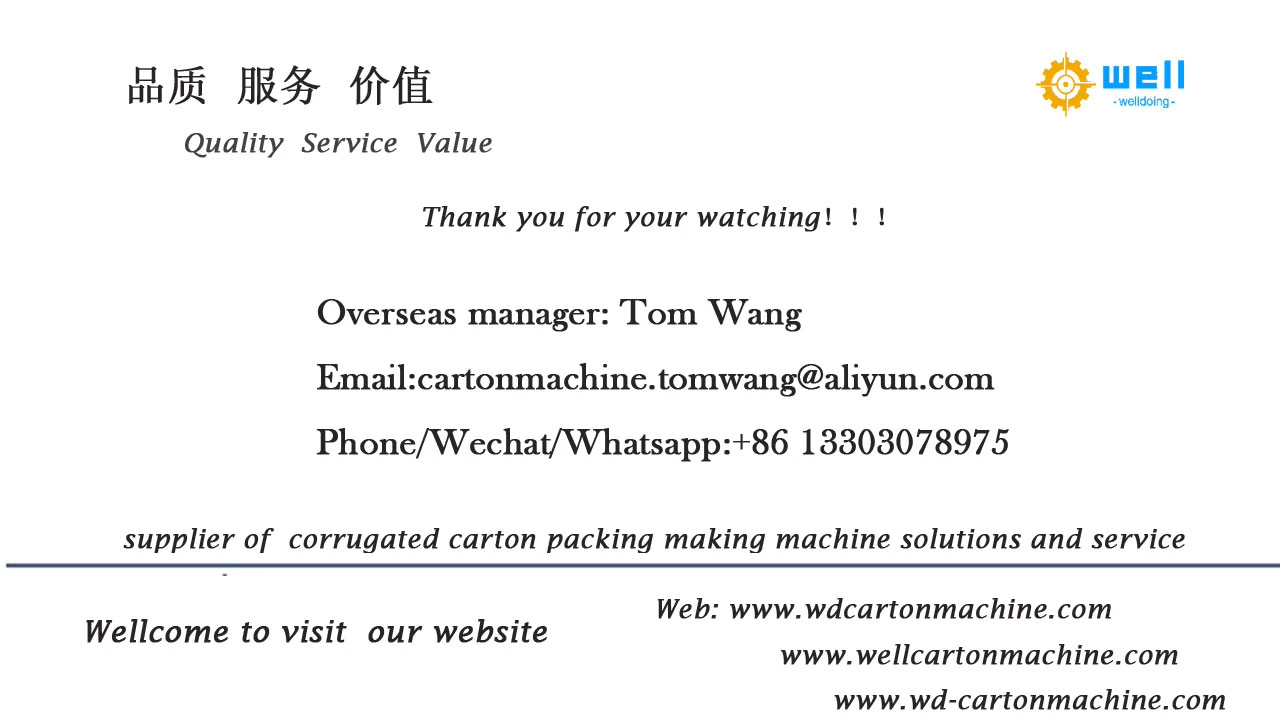 品质 服务 价值
well
-welldoing-
Quality Service Value
Thank you for your watching！！！
Overseas manager: Tom Wang
Email:cartonmachine.tomwang@aliyun.com
Phone/Wechat/Whatsapp:+86 13303078975
supplier of corrugated carton packing making machine solutions and service
Wellcome to visit our website
Web: www.wdcartonmachine.com
www.wellcartonmachine.com
www.wd-cartonmachine.com